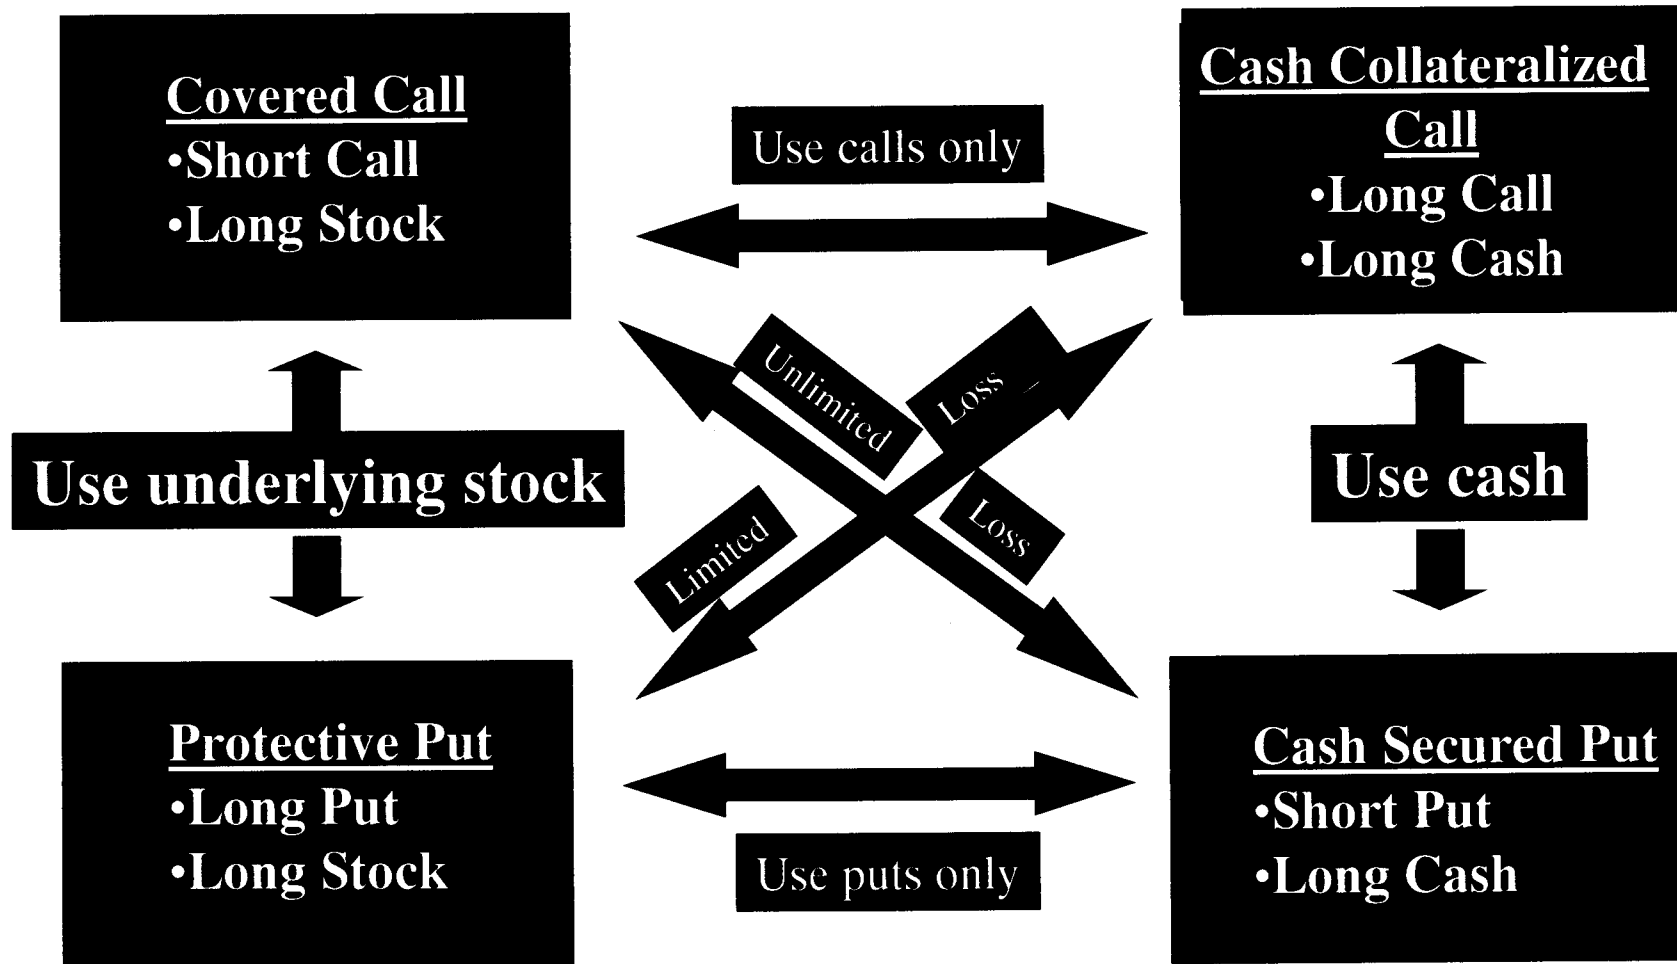 Covered Call
•Short Call
•Long Stock
Use calls only
Cash Collateralized
Call
•Long Call
•Long Cash
Unlimited
Loss
Use underlying stock
Limited
Loss
Use cash
Protective Put
•Long Put
•Long Stock
Use puts only
Cash Secured Put
•Short Put
•Long Cash